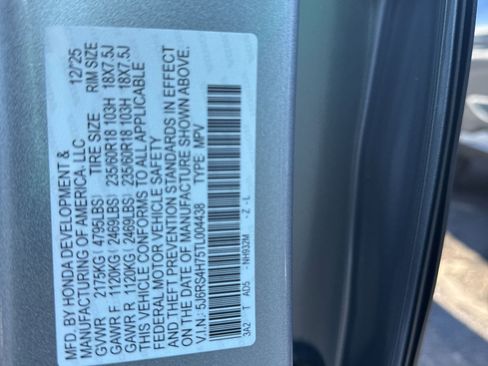 MFD. BY HONDA DEVELOPMENT & 12/25
MANUFACTURING OF AMERICA, LLC
TIRE SIZE RIM SIZE
GVWR 2175KG( 4795LBS)
GAWR F 1120KG( 2469LBS) 235/60R18 103H 18X7.5J
GAWR R 1120KG( 2469LBS) 235/60R18 103H 18X7.5J
THIS VEHICLE CONFORMS TO ALL APPLICABLE
FEDERAL MOTOR VEHICLE SAFETY
AND THEFT PREVENTION STANDARDS IN EFFECT
ON THE DATE OF MANUFACTURE SHOWN ABOVE.
V.I.N.: 5J6RS4H75TL004438 TYPE MPV
3A2 T AD5 NH932M -Z -L